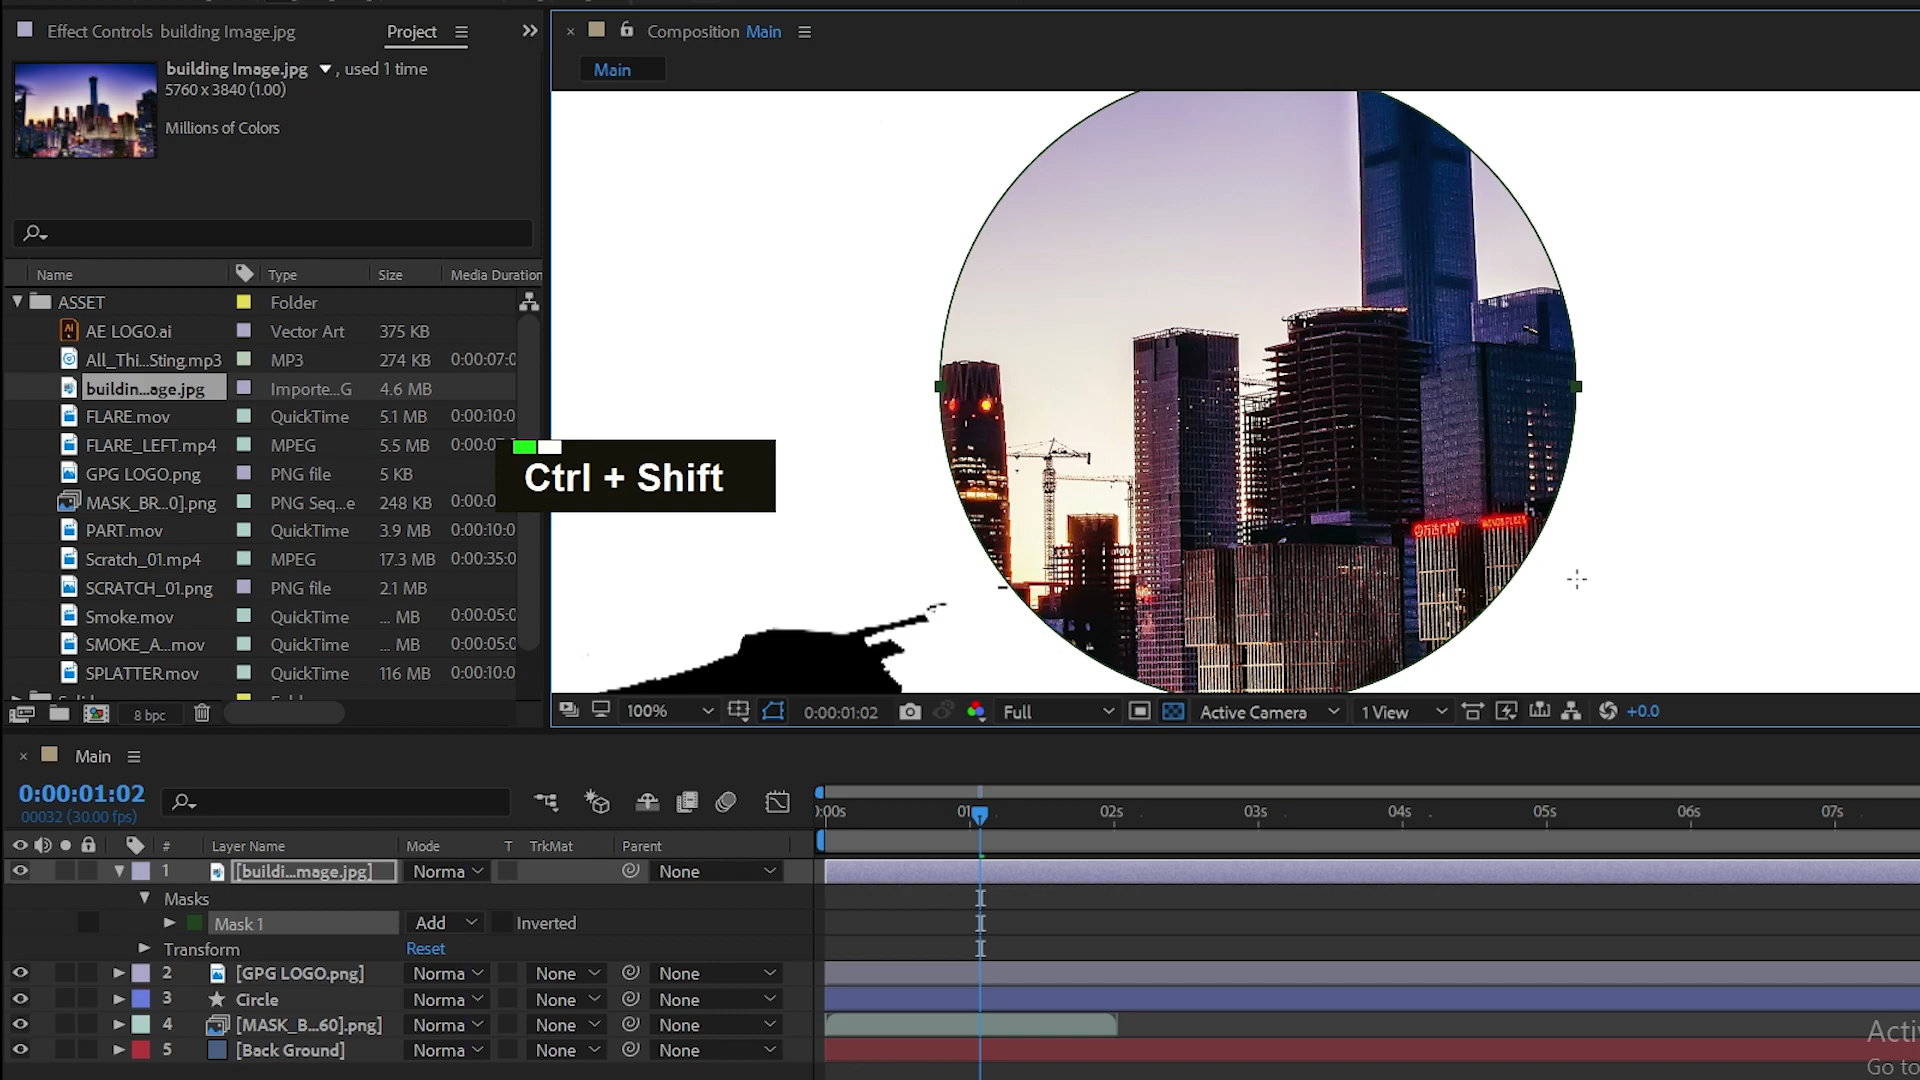 Effect Controls building Image.jpg
Project
Composition Main
Main
building Image.jpg , used 1 time
5760 x 3840 (1.00)
Millions of Colors
Name Type Size Media Duration
ASSET Folder
AE LOGO.ai Vector Art 375 KB
All_Thi...Sting.mp3 MP3 274 KB 0:00:07:0
buildin...age.jpg Importe...G 4.6 MB
FLARE.mov QuickTime 5.1 MB 0:00:10:0
FLARE_LEFT.mp4 MPEG 5.5 MB 0:00:07
GPG LOGO.png PNG file 5 KB
MASK_BR...0].png PNG Seq...e 248 KB 0:00:0
PART.mov QuickTime 3.9 MB 0:00:10:0
Scratch_01.mp4 MPEG 17.3 MB 0:00:35:0
SCRATCH_01.png PNG file 2.1 MB
Smoke.mov QuickTime ... MB 0:00:05:0
SMOKE_A...mov QuickTime ... MB 0:00:05:0
SPLATTER.mov QuickTime 116 MB 0:00:10:0
Ctrl + Shift
8 bpc
100% 0:00:01:02 Full Active Camera 1 View +0.0
Main
0:00:01:02
00032 (30.00 fps)
0:00s 01 02s 03s 04s 05s 06s 07s
# Layer Name Mode T TrkMat Parent
1 [buildi...mage.jpg] Norma None
Masks
Mask 1 Add Inverted
Transform Reset
2 [GPG LOGO.png] Norma None None
3 Circle Norma None None
4 [MASK_B...60].png] Norma None None
5 [Back Ground] Norma None None
Acti
Go to